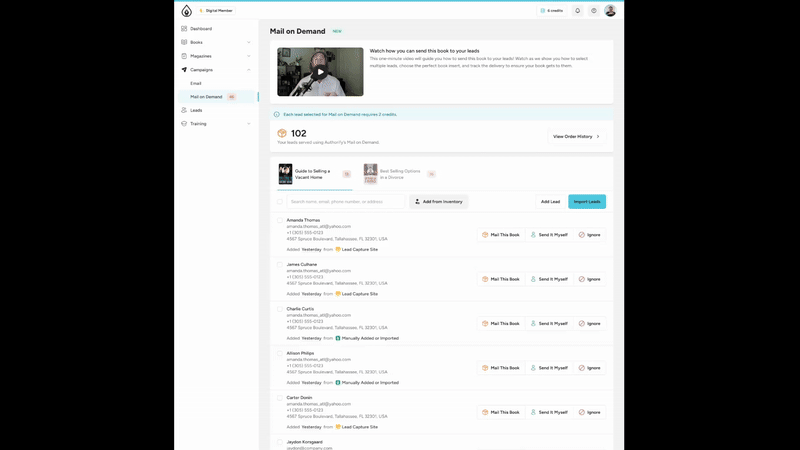 Digital Member
6 credits
Dashboard
Books
Magazines
Campaigns
Email
Mail on Demand
Leads
Training
Mail on Demand
NEW
Watch how you can send this book to your leads
This one-minute video will guide you how to send this book to your leads! Watch as we show you how to select
multiple leads, choose the perfect book insert, and track the delivery to ensure your book gets to them.
Each lead selected for Mail on Demand requires 2 credits.
102
Your leads served using Authorify's Mail on Demand.
View Order History
Guide to Selling a
Vacant Home
Best Selling Options
in a Divorce
Search name, email, phone number, or address
Add from Inventory
Add Lead
Import Leads
Amanda Thomas
amanda.thomas_atl@yahoo.com
+1 (305) 555-0123
4567 Spruce Boulevard, Tallahassee, FL 32301, USA
Added Yesterday from Lead Capture Site
Mail This Book
Send It Myself
Ignore
James Culhane
amanda.thomas_atl@yahoo.com
+1 (305) 555-0123
4567 Spruce Boulevard, Tallahassee, FL 32301, USA
Added Yesterday from Lead Capture Site
Mail This Book
Send It Myself
Ignore
Charlie Curtis
amanda.thomas_atl@yahoo.com
+1 (305) 555-0123
4567 Spruce Boulevard, Tallahassee, FL 32301, USA
Added Yesterday from Manually Added or Imported
Mail This Book
Send It Myself
Ignore
Allison Philips
amanda.thomas_atl@yahoo.com
+1 (305) 555-0123
4567 Spruce Boulevard, Tallahassee, FL 32301, USA
Added Yesterday from Manually Added or Imported
Mail This Book
Send It Myself
Ignore
Carter Donin
amanda.thomas_atl@yahoo.com
+1 (305) 555-0123
4567 Spruce Boulevard, Tallahassee, FL 32301, USA
Added Yesterday from Lead Capture Site
Mail This Book
Send It Myself
Ignore
Jaydon Korsgaard
jaydon@company.com